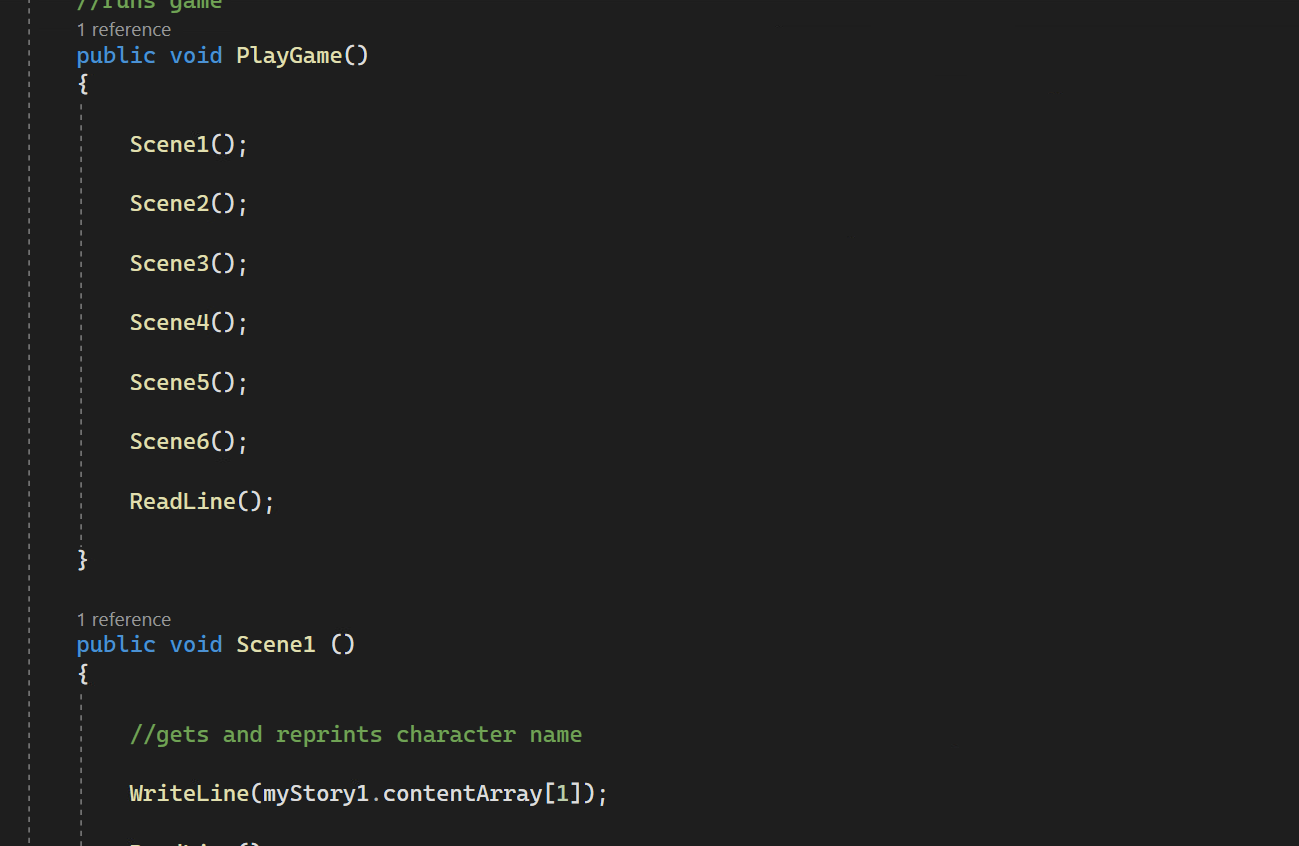 //runs game
1 reference
public void PlayGame()
{
Scene1();
Scene2();
Scene3();
Scene4();
Scene5();
Scene6();
ReadLine();
}
1 reference
public void Scene1 ()
{
//gets and reprints character name
WriteLine(myStory1.contentArray[1]);